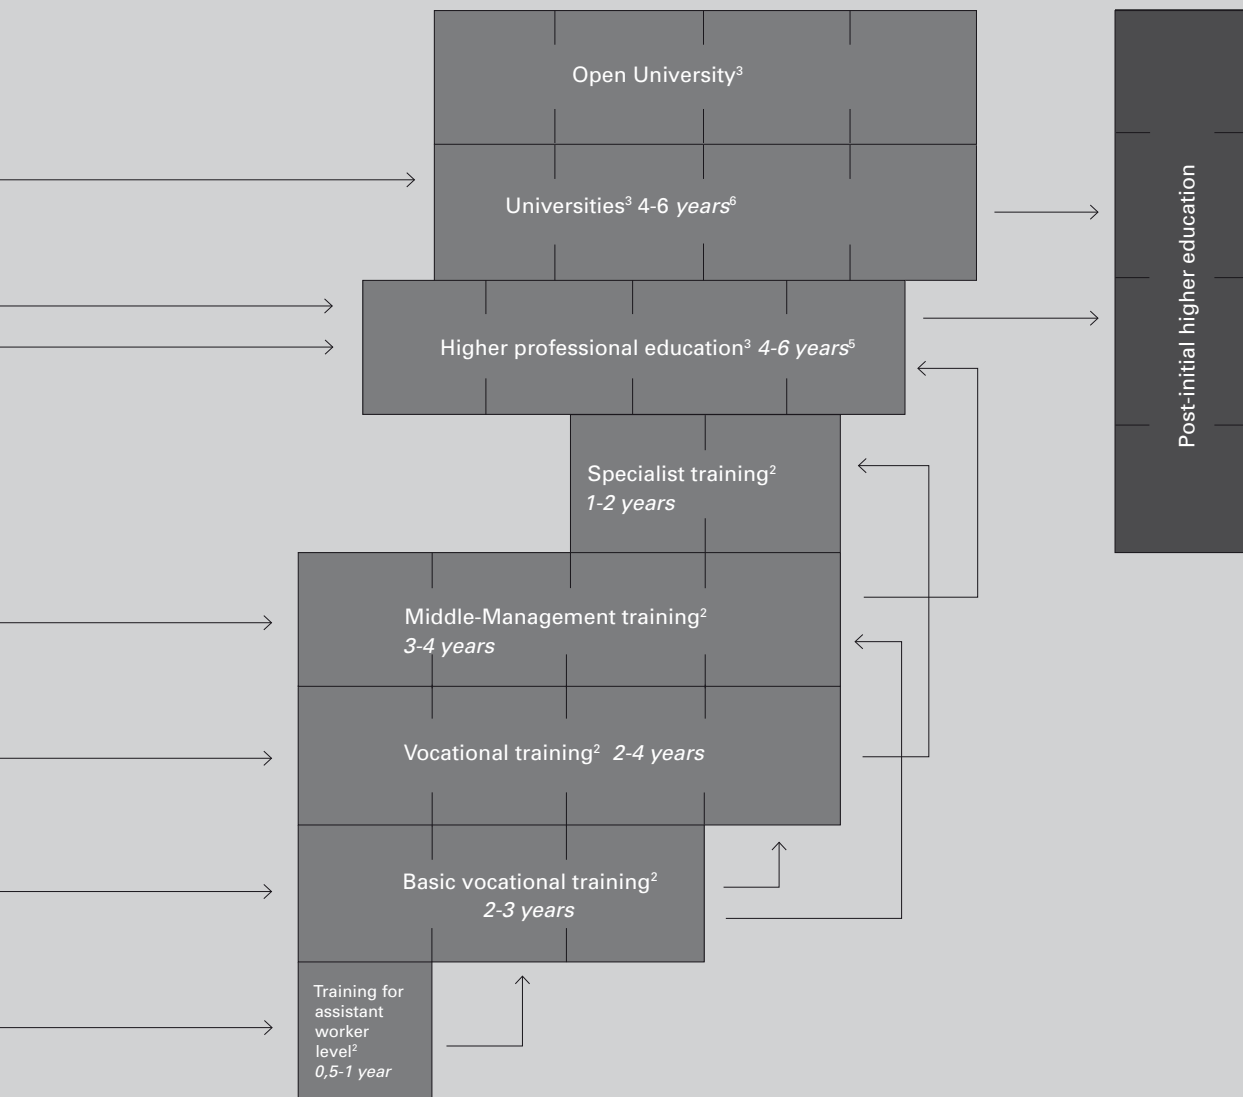 Open University³
Universities³ 4-6 years⁶
Higher professional education³ 4-6 years⁵
Post-initial higher education
Specialist training²
1-2 years
Middle-Management training²
3-4 years
Vocational training² 2-4 years
Basic vocational training²
2-3 years
Training for
assistant
worker
level²
0,5-1 year